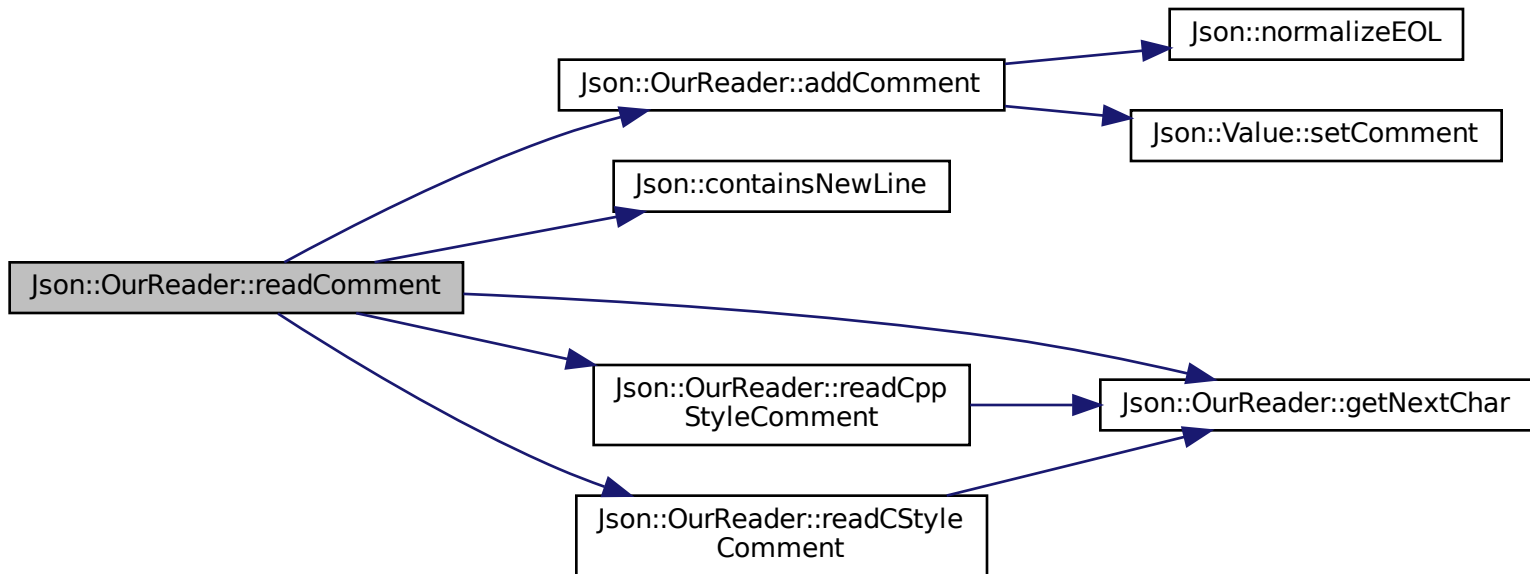 Json::normalizeEOL
Json::OurReader::addComment
Json::Value::setComment
Json::containsNewLine
Json::OurReader::readComment
Json::OurReader::readCpp
StyleComment
Json::OurReader::getNextChar
Json::OurReader::readCStyle
Comment